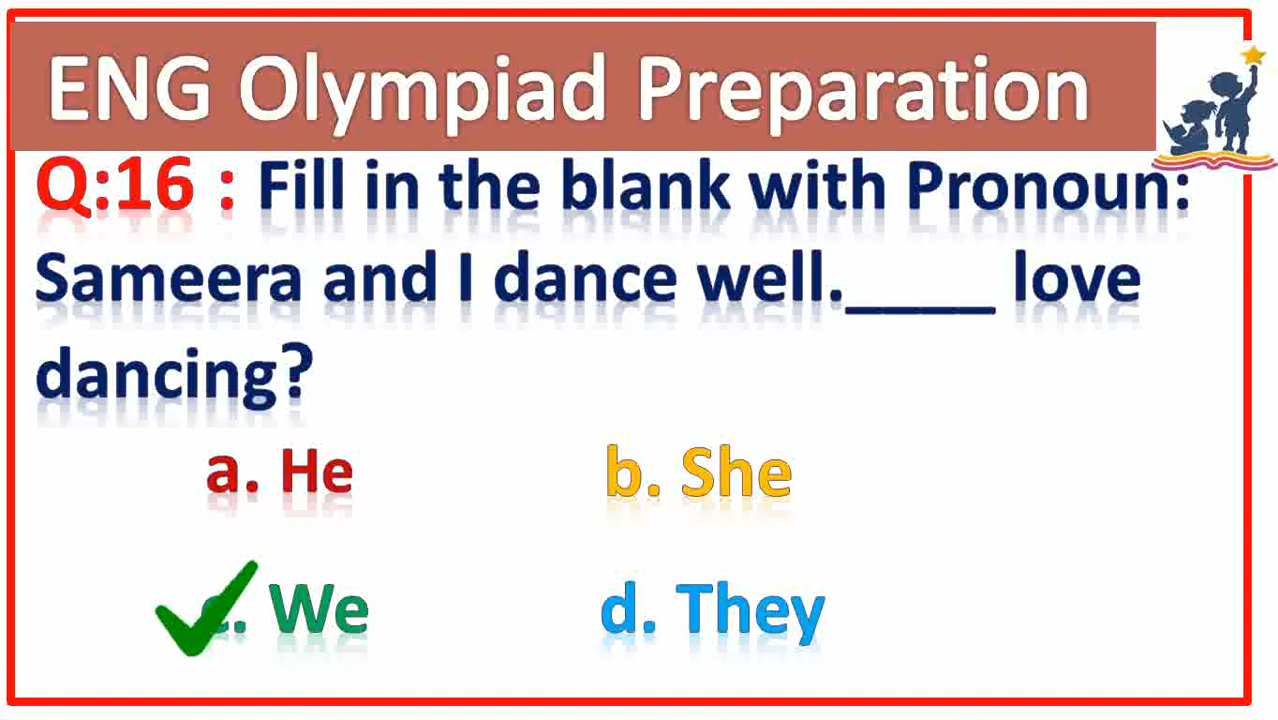 ENG Olympiad Preparation
Q:16 : Fill in the blank with Pronoun:
Sameera and I dance well.____ love
dancing?
a. He b. She
c. We d. They